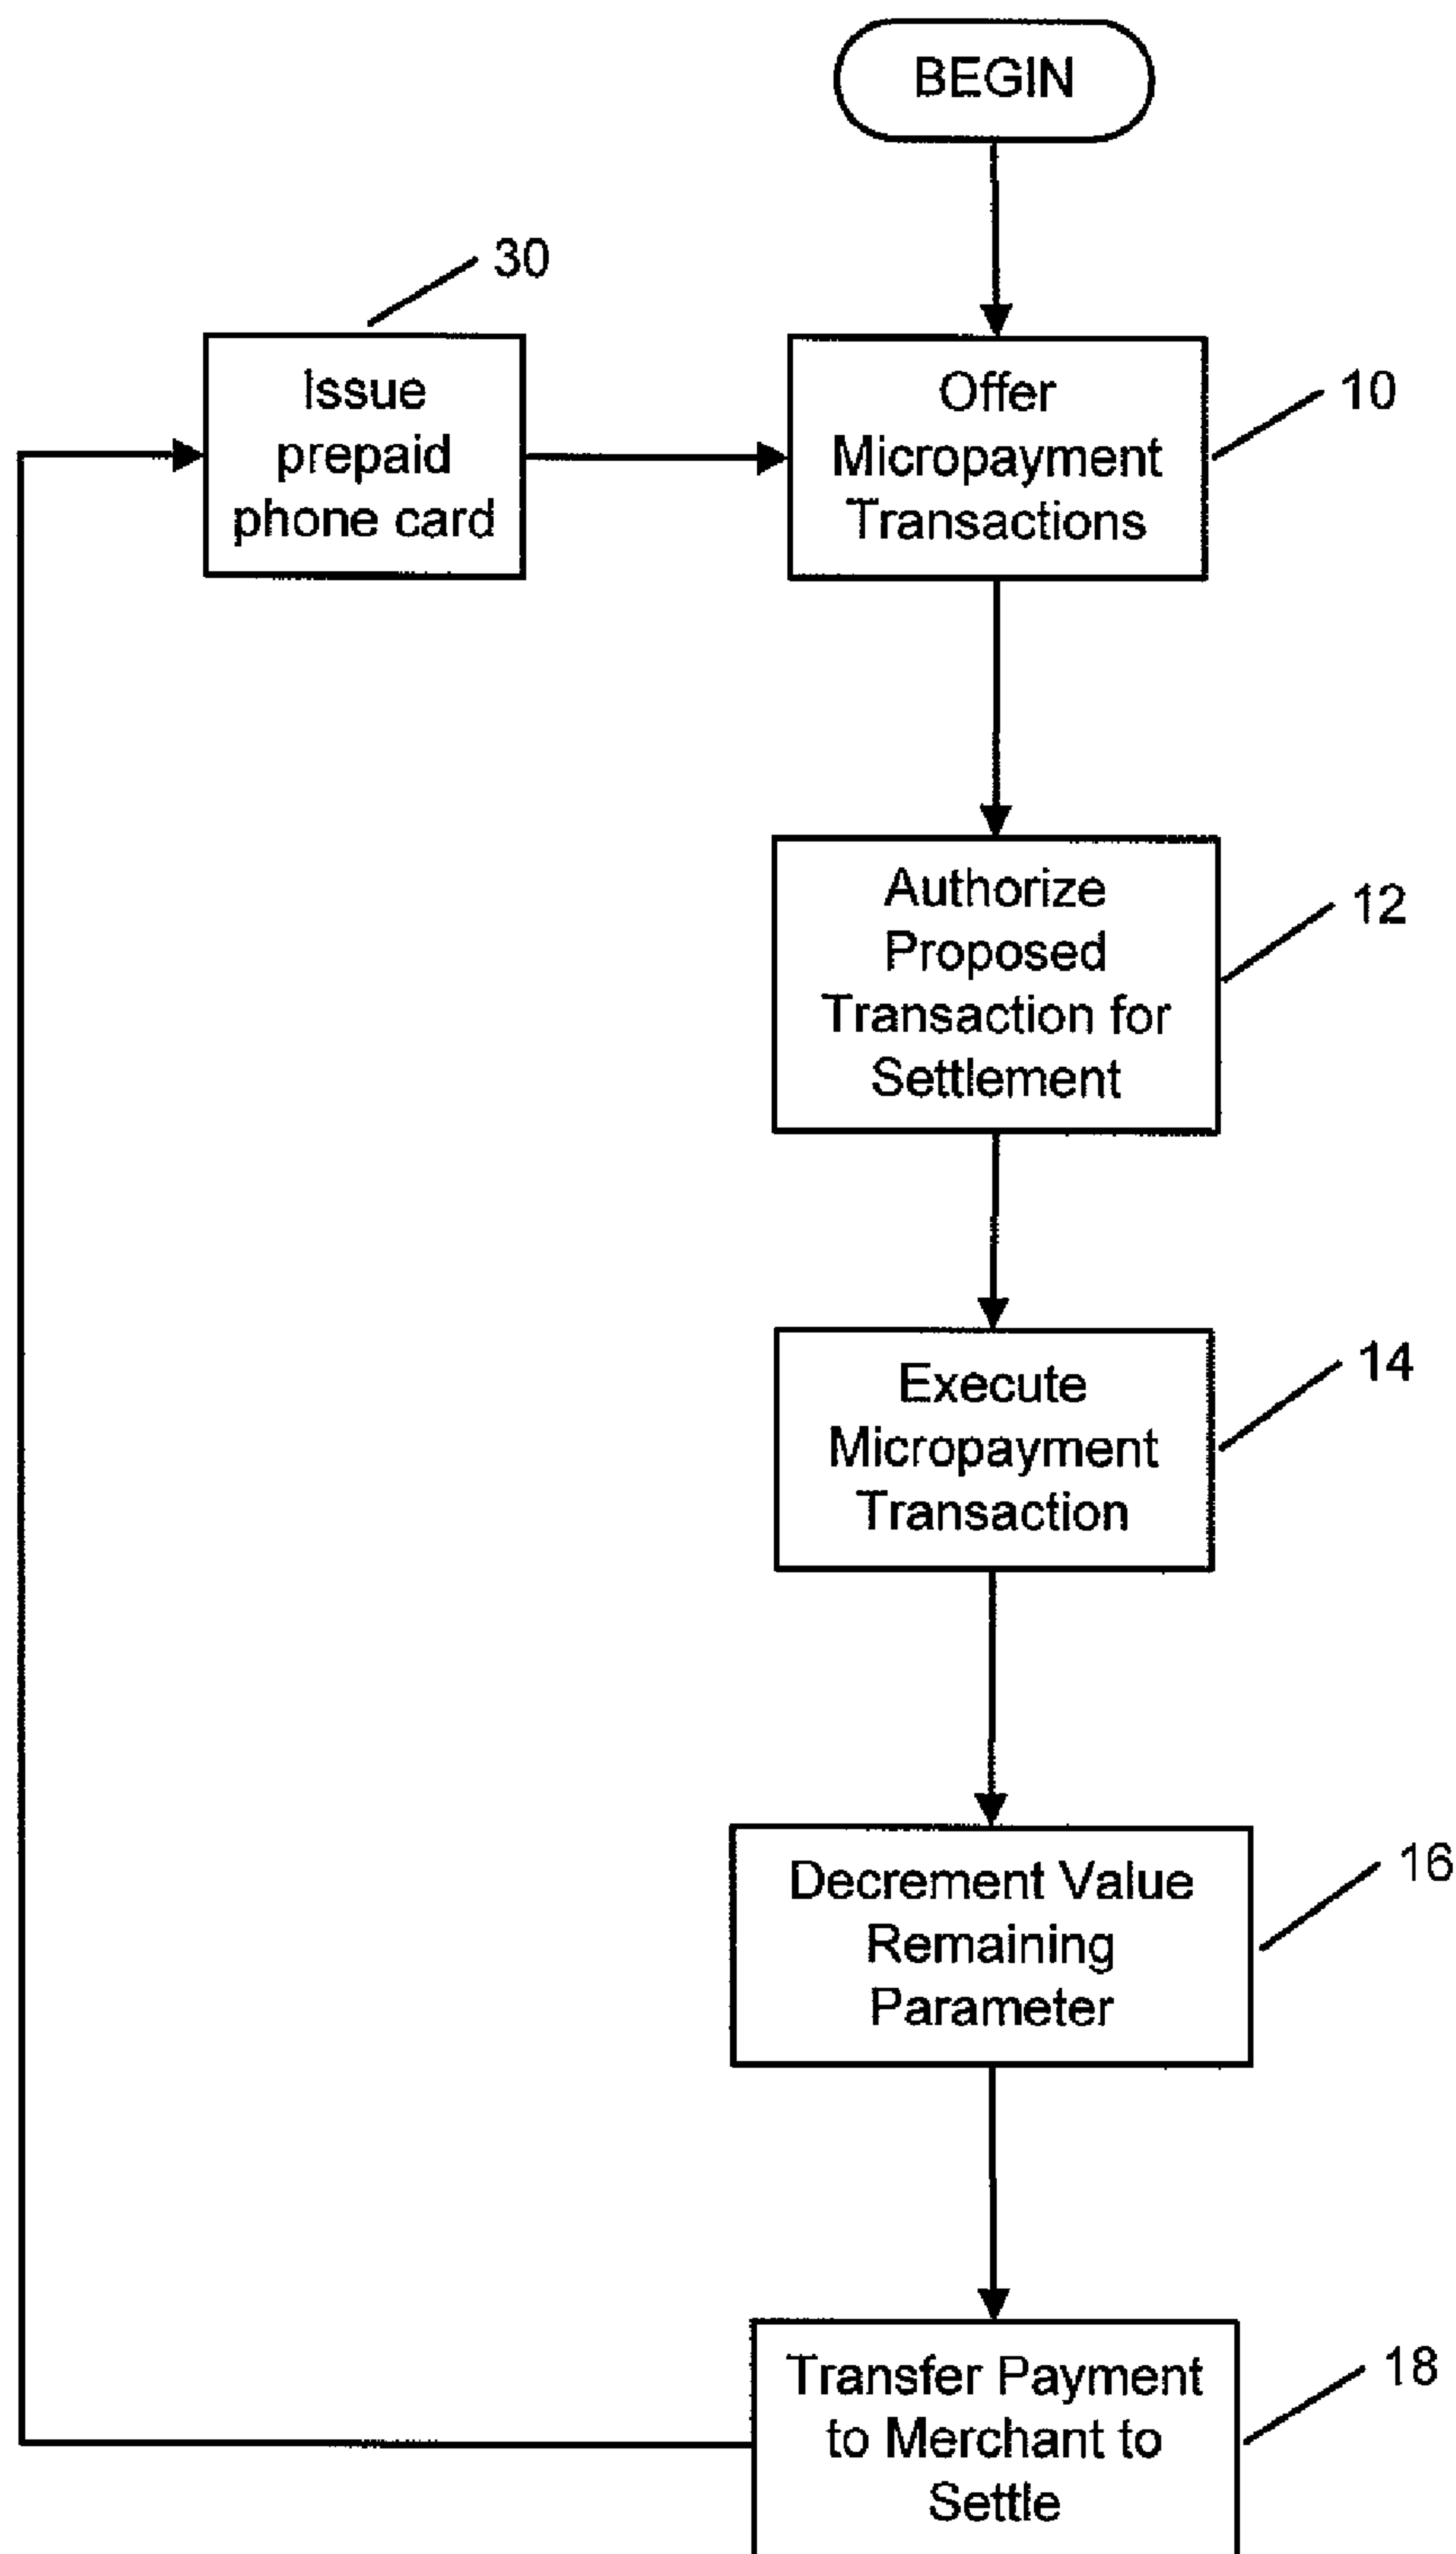 BEGIN
30
Issue
prepaid
phone card
Offer
Micropayment
Transactions
10
Authorize
Proposed
Transaction for
Settlement
12
Execute
Micropayment
Transaction
14
Decrement Value
Remaining
Parameter
16
Transfer Payment
to Merchant to
Settle
18